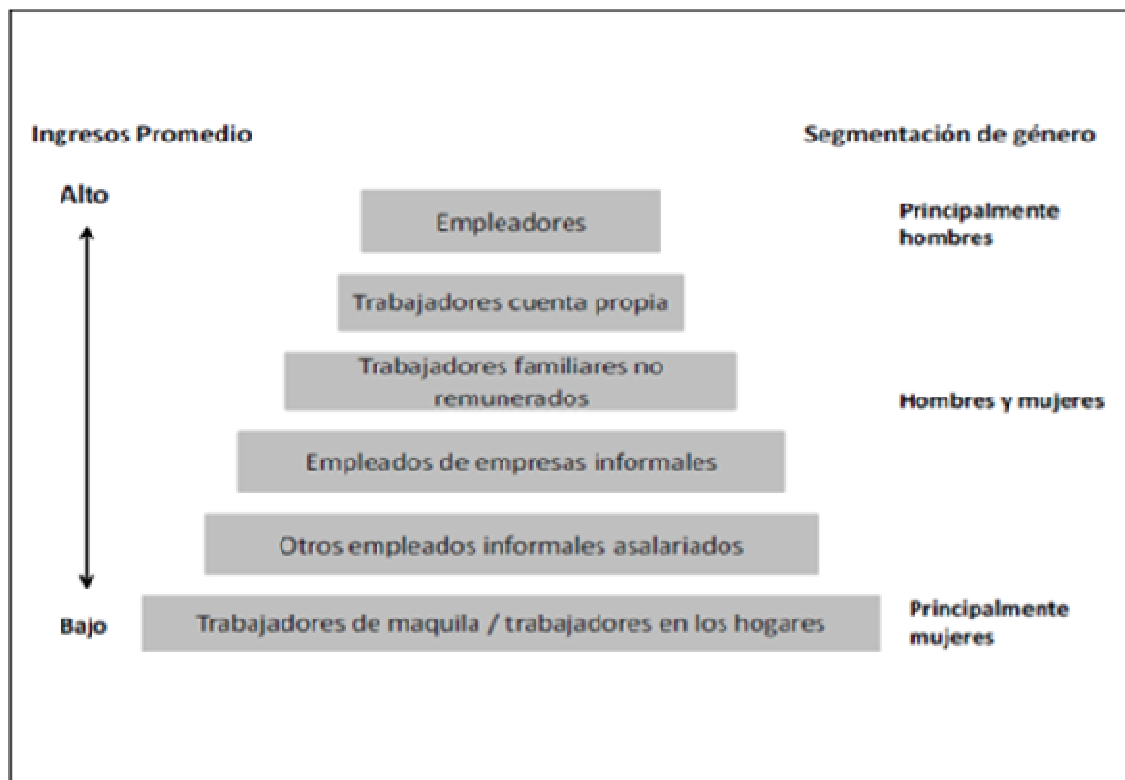 Ingresos Promedio
Segmentación de género
Alto
Empleadores
Principalmente
hombres
Trabajadores cuenta propia
Trabajadores familiares no
remunerados
Hombres y mujeres
Empleados de empresas informales
Otros empleados informales asalariados
Bajo
Trabajadores de maquila / trabajadores en los hogares
Principalmente
mujeres